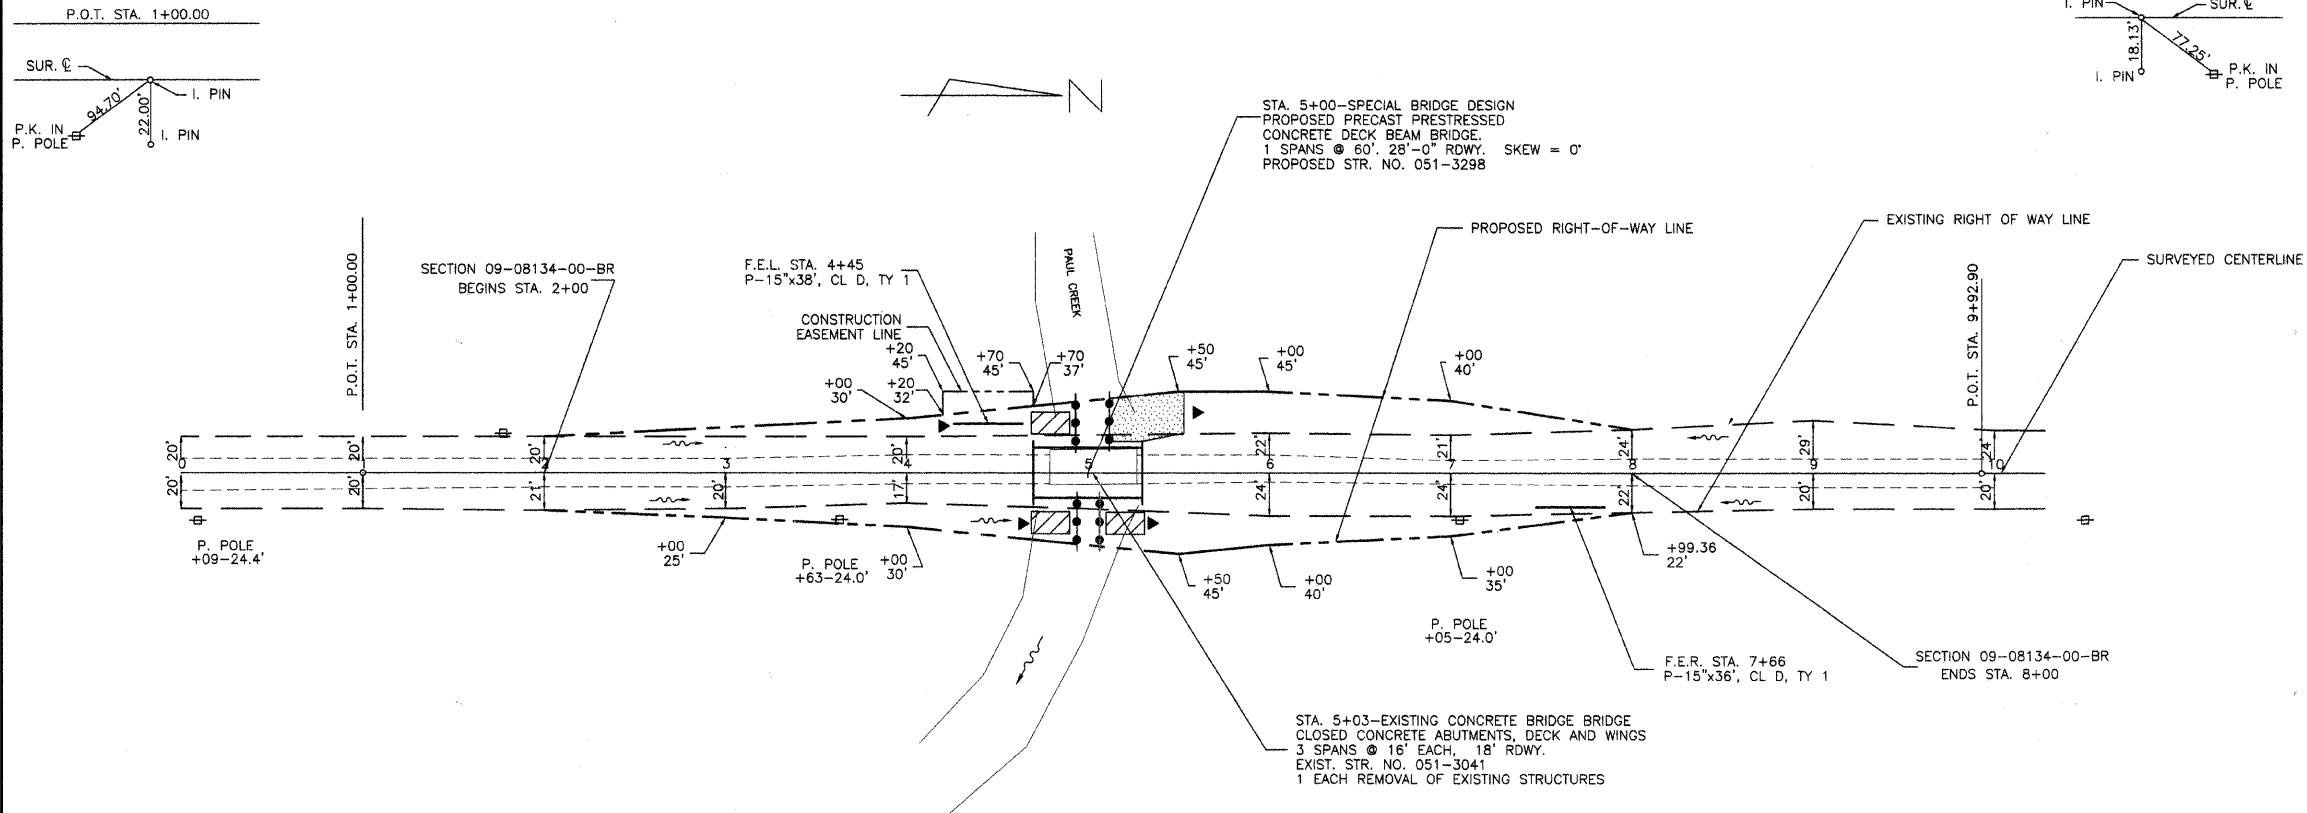 P.O.T. STA. 1+00.00
SUR. ℄
I. PIN
94.70'
22.00'
P.K. IN
P. POLE
I. PIN
I. PIN
SUR. ℄
18.13'
77.25'
I. PIN
P.K. IN
P. POLE
N
STA. 5+00-SPECIAL BRIDGE DESIGN
PROPOSED PRECAST PRESTRESSED
CONCRETE DECK BEAM BRIDGE.
1 SPANS @ 60'. 28'-0" RDWY. SKEW = 0°
PROPOSED STR. NO. 051-3298
PROPOSED RIGHT-OF-WAY LINE
EXISTING RIGHT OF WAY LINE
SURVEYED CENTERLINE
P.O.T. STA. 1+00.00
SECTION 09-08134-00-BR
BEGINS STA. 2+00
F.E.L. STA. 4+45
P-15"x38', CL D, TY 1
CONSTRUCTION
EASEMENT LINE
PAUL CREEK
P.O.T. STA. 9+92.90
+00
30'
+20
45'
+20
32'
+70
45'
+70
37'
+50
45'
+00
45'
+00
40'
20'
20'
20'
20'
22'
21'
24'
29'
24'
0
2
3
4
5
6
7
8
9
10
20'
20'
21'
20'
17'
24'
24'
22'
20'
20'
P. POLE
+09-24.4'
+00
25'
P. POLE
+63-24.0'
+00
30'
+50
45'
+00
40'
+00
35'
+99.36
22'
P. POLE
+05-24.0'
F.E.R. STA. 7+66
P-15"x36', CL D, TY 1
SECTION 09-08134-00-BR
ENDS STA. 8+00
STA. 5+03-EXISTING CONCRETE BRIDGE BRIDGE
CLOSED CONCRETE ABUTMENTS, DECK AND WINGS
3 SPANS @ 16' EACH, 18' RDWY.
EXIST. STR. NO. 051-3041
1 EACH REMOVAL OF EXISTING STRUCTURES